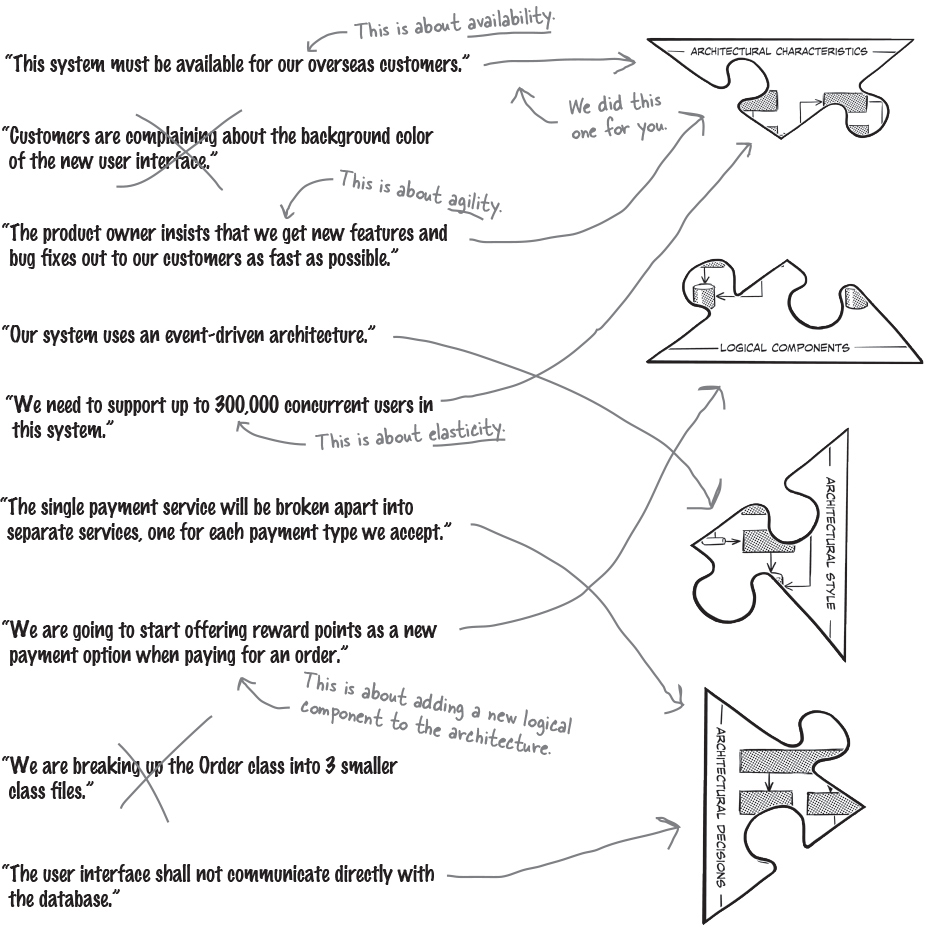 This is about availability.
“This system must be available for our overseas customers.”
ARCHITECTURAL CHARACTERISTICS
We did this
one for you.
“Customers are complaining about the background color
of the new user interface.”
This is about agility.
“The product owner insists that we get new features and
bug fixes out to our customers as fast as possible.”
“Our system uses an event-driven architecture.”
LOGICAL COMPONENTS
“We need to support up to 300,000 concurrent users in
this system.”
This is about elasticity.
ARCHITECTURAL STYLE
“The single payment service will be broken apart into
separate services, one for each payment type we accept.”
“We are going to start offering reward points as a new
payment option when paying for an order.”
This is about adding a new logical
component to the architecture.
ARCHITECTURAL DECISIONS
“We are breaking up the Order class into 3 smaller
class files.”
“The user interface shall not communicate directly with
the database.”